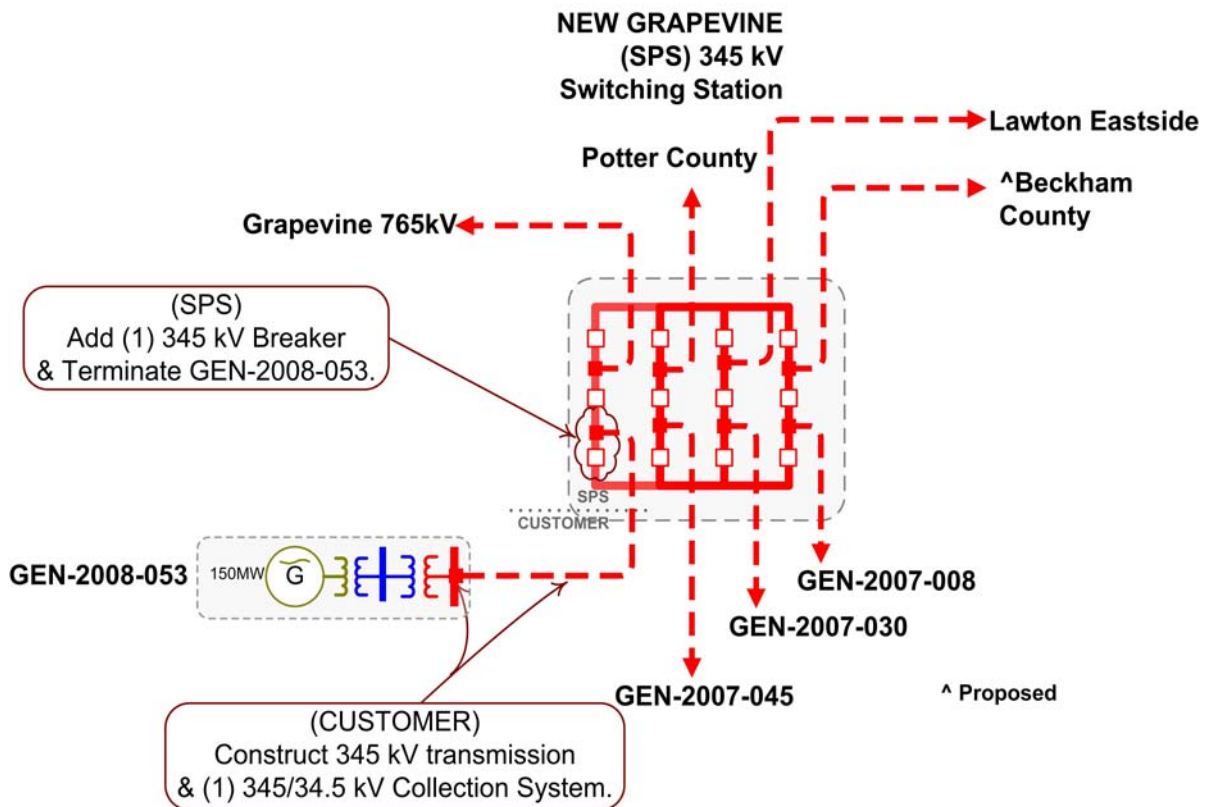 NEW GRAPEVINE
(SPS) 345 kV
Switching Station
Lawton Eastside
Potter County
^Beckham
County
Grapevine 765kV
(SPS)
Add (1) 345 kV Breaker
& Terminate GEN-2008-053.
SPS
CUSTOMER
GEN-2008-053
150MW
G
GEN-2007-008
GEN-2007-030
GEN-2007-045
^ Proposed
(CUSTOMER)
Construct 345 kV transmission
& (1) 345/34.5 kV Collection System.